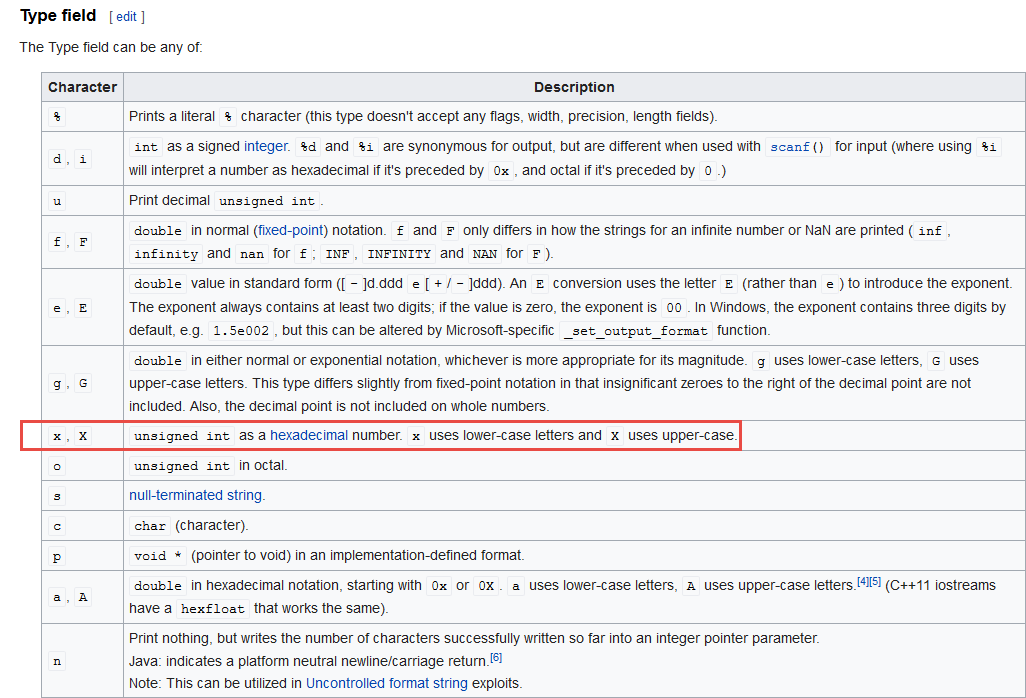 Type field [ edit ]
The Type field can be any of:
Character Description
% Prints a literal % character (this type doesn't accept any flags, width, precision, length fields).
d, i int as a signed integer. %d and %i are synonymous for output, but are different when used with scanf() for input (where using %i
will interpret a number as hexadecimal if it's preceded by 0x, and octal if it's preceded by 0.)
u Print decimal unsigned int.
f, F double in normal (fixed-point) notation. f and F only differs in how the strings for an infinite number or NaN are printed (inf,
infinity and nan for f; INF, INFINITY and NAN for F).
e, E double value in standard form ([-]d.ddd e[+/-]ddd). An E conversion uses the letter E (rather than e) to introduce the exponent.
The exponent always contains at least two digits; if the value is zero, the exponent is 00. In Windows, the exponent contains three digits by
default, e.g. 1.5e002, but this can be altered by Microsoft-specific _set_output_format function.
g, G double in either normal or exponential notation, whichever is more appropriate for its magnitude. g uses lower-case letters, G uses
upper-case letters. This type differs slightly from fixed-point notation in that insignificant zeroes to the right of the decimal point are not
included. Also, the decimal point is not included on whole numbers.
x, X unsigned int as a hexadecimal number. x uses lower-case letters and X uses upper-case.
o unsigned int in octal.
s null-terminated string.
c char (character).
p void * (pointer to void) in an implementation-defined format.
a, A double in hexadecimal notation, starting with 0x or 0X. a uses lower-case letters, A uses upper-case letters.[4][5] (C++11 iostreams
have a hexfloat that works the same).
n Print nothing, but writes the number of characters successfully written so far into an integer pointer parameter.
Java: indicates a platform neutral newline/carriage return.[6]
Note: This can be utilized in Uncontrolled format string exploits.